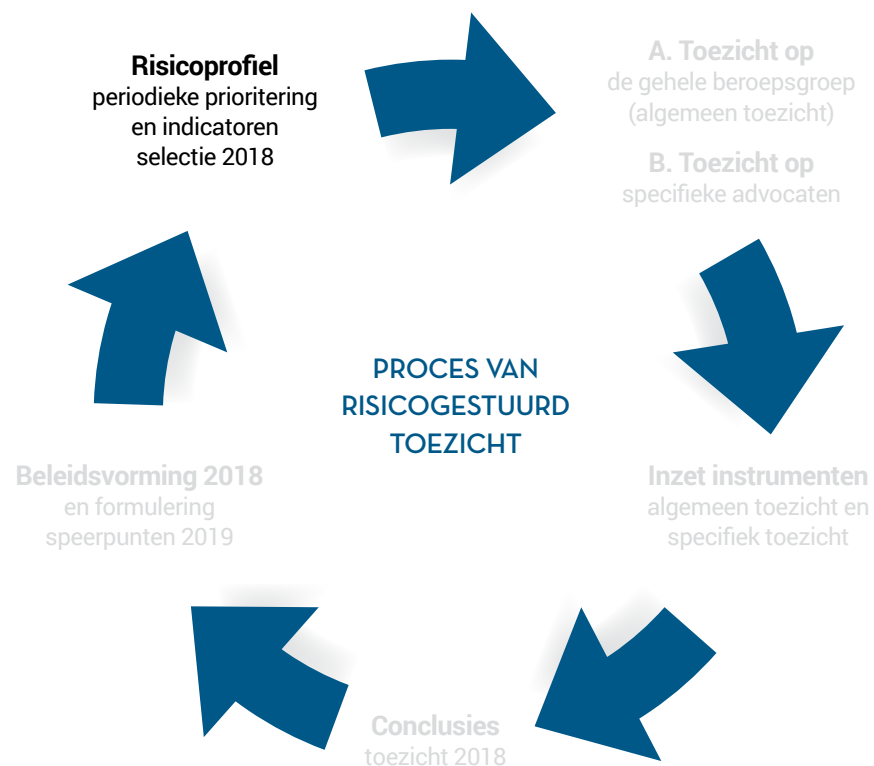 Risicoprofiel
periodieke prioritering
en indicatoren
selectie 2018
A. Toezicht op
de gehele beroepsgroep
(algemeen toezicht)
B. Toezicht op
specifieke advocaten
PROCES VAN
RISICOGESTUURD
TOEZICHT
Inzet instrumenten
algemeen toezicht en
specifiek toezicht
Conclusies
toezicht 2018
Beleidsvorming 2018
en formulering
speerpunten 2019